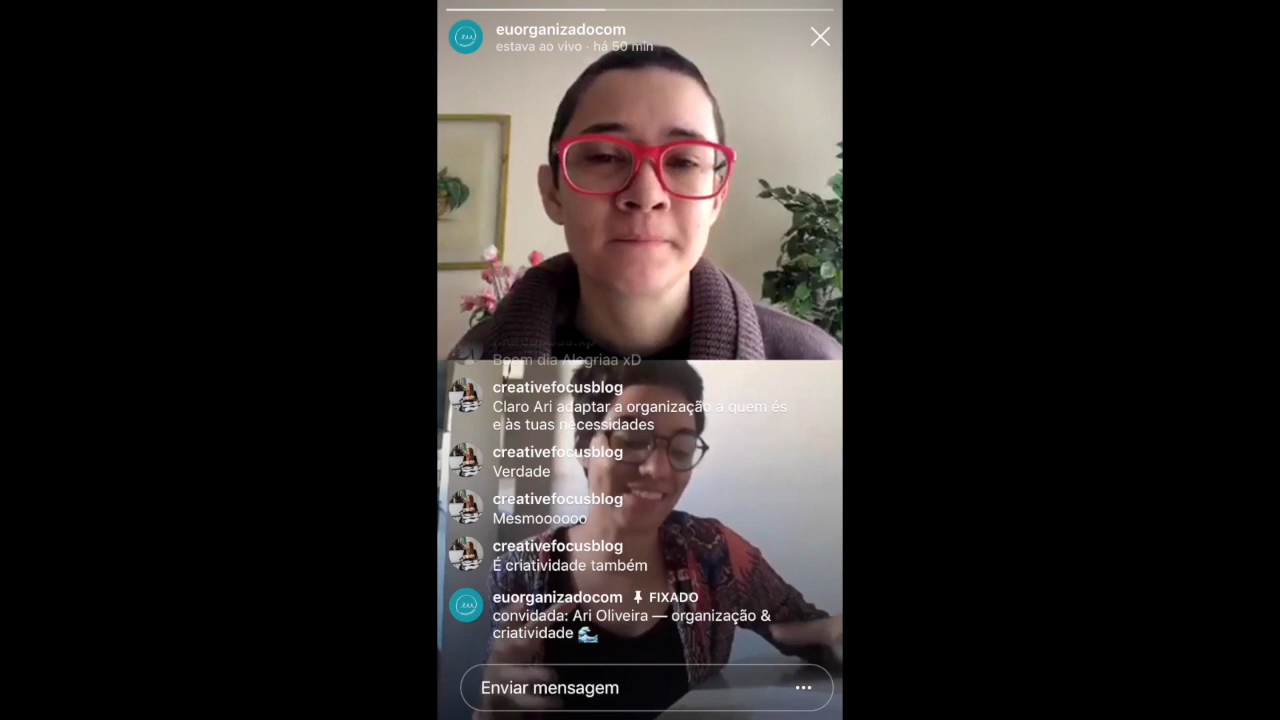 euorganizadocom
estava ao vivo · há 50 min
Boom dia Alegriaa xD
creativefocusblog
Claro Ari adaptar a organização a quem és
e às tuas necessidades
creativefocusblog
Verdade
creativefocusblog
Mesmoooooo
creativefocusblog
É criatividade também
euorganizadocom FIXADO
convidada: Ari Oliveira — organização &
criatividade 🌊
Enviar mensagem